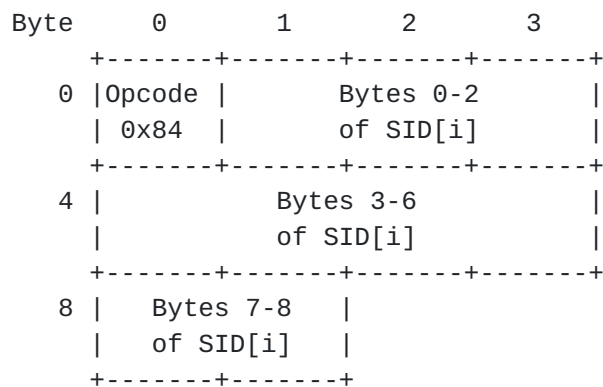 Byte 0 1 2 3
+-------+-------+-------+-------+
0 |Opcode | Bytes 0-2 |
| 0x84 | of SID[i] |
+-------+-------+-------+-------+
4 | Bytes 3-6 |
| of SID[i] |
+-------+-------+-------+-------+
8 | Bytes 7-8 |
| of SID[i] |
+-------+-------+